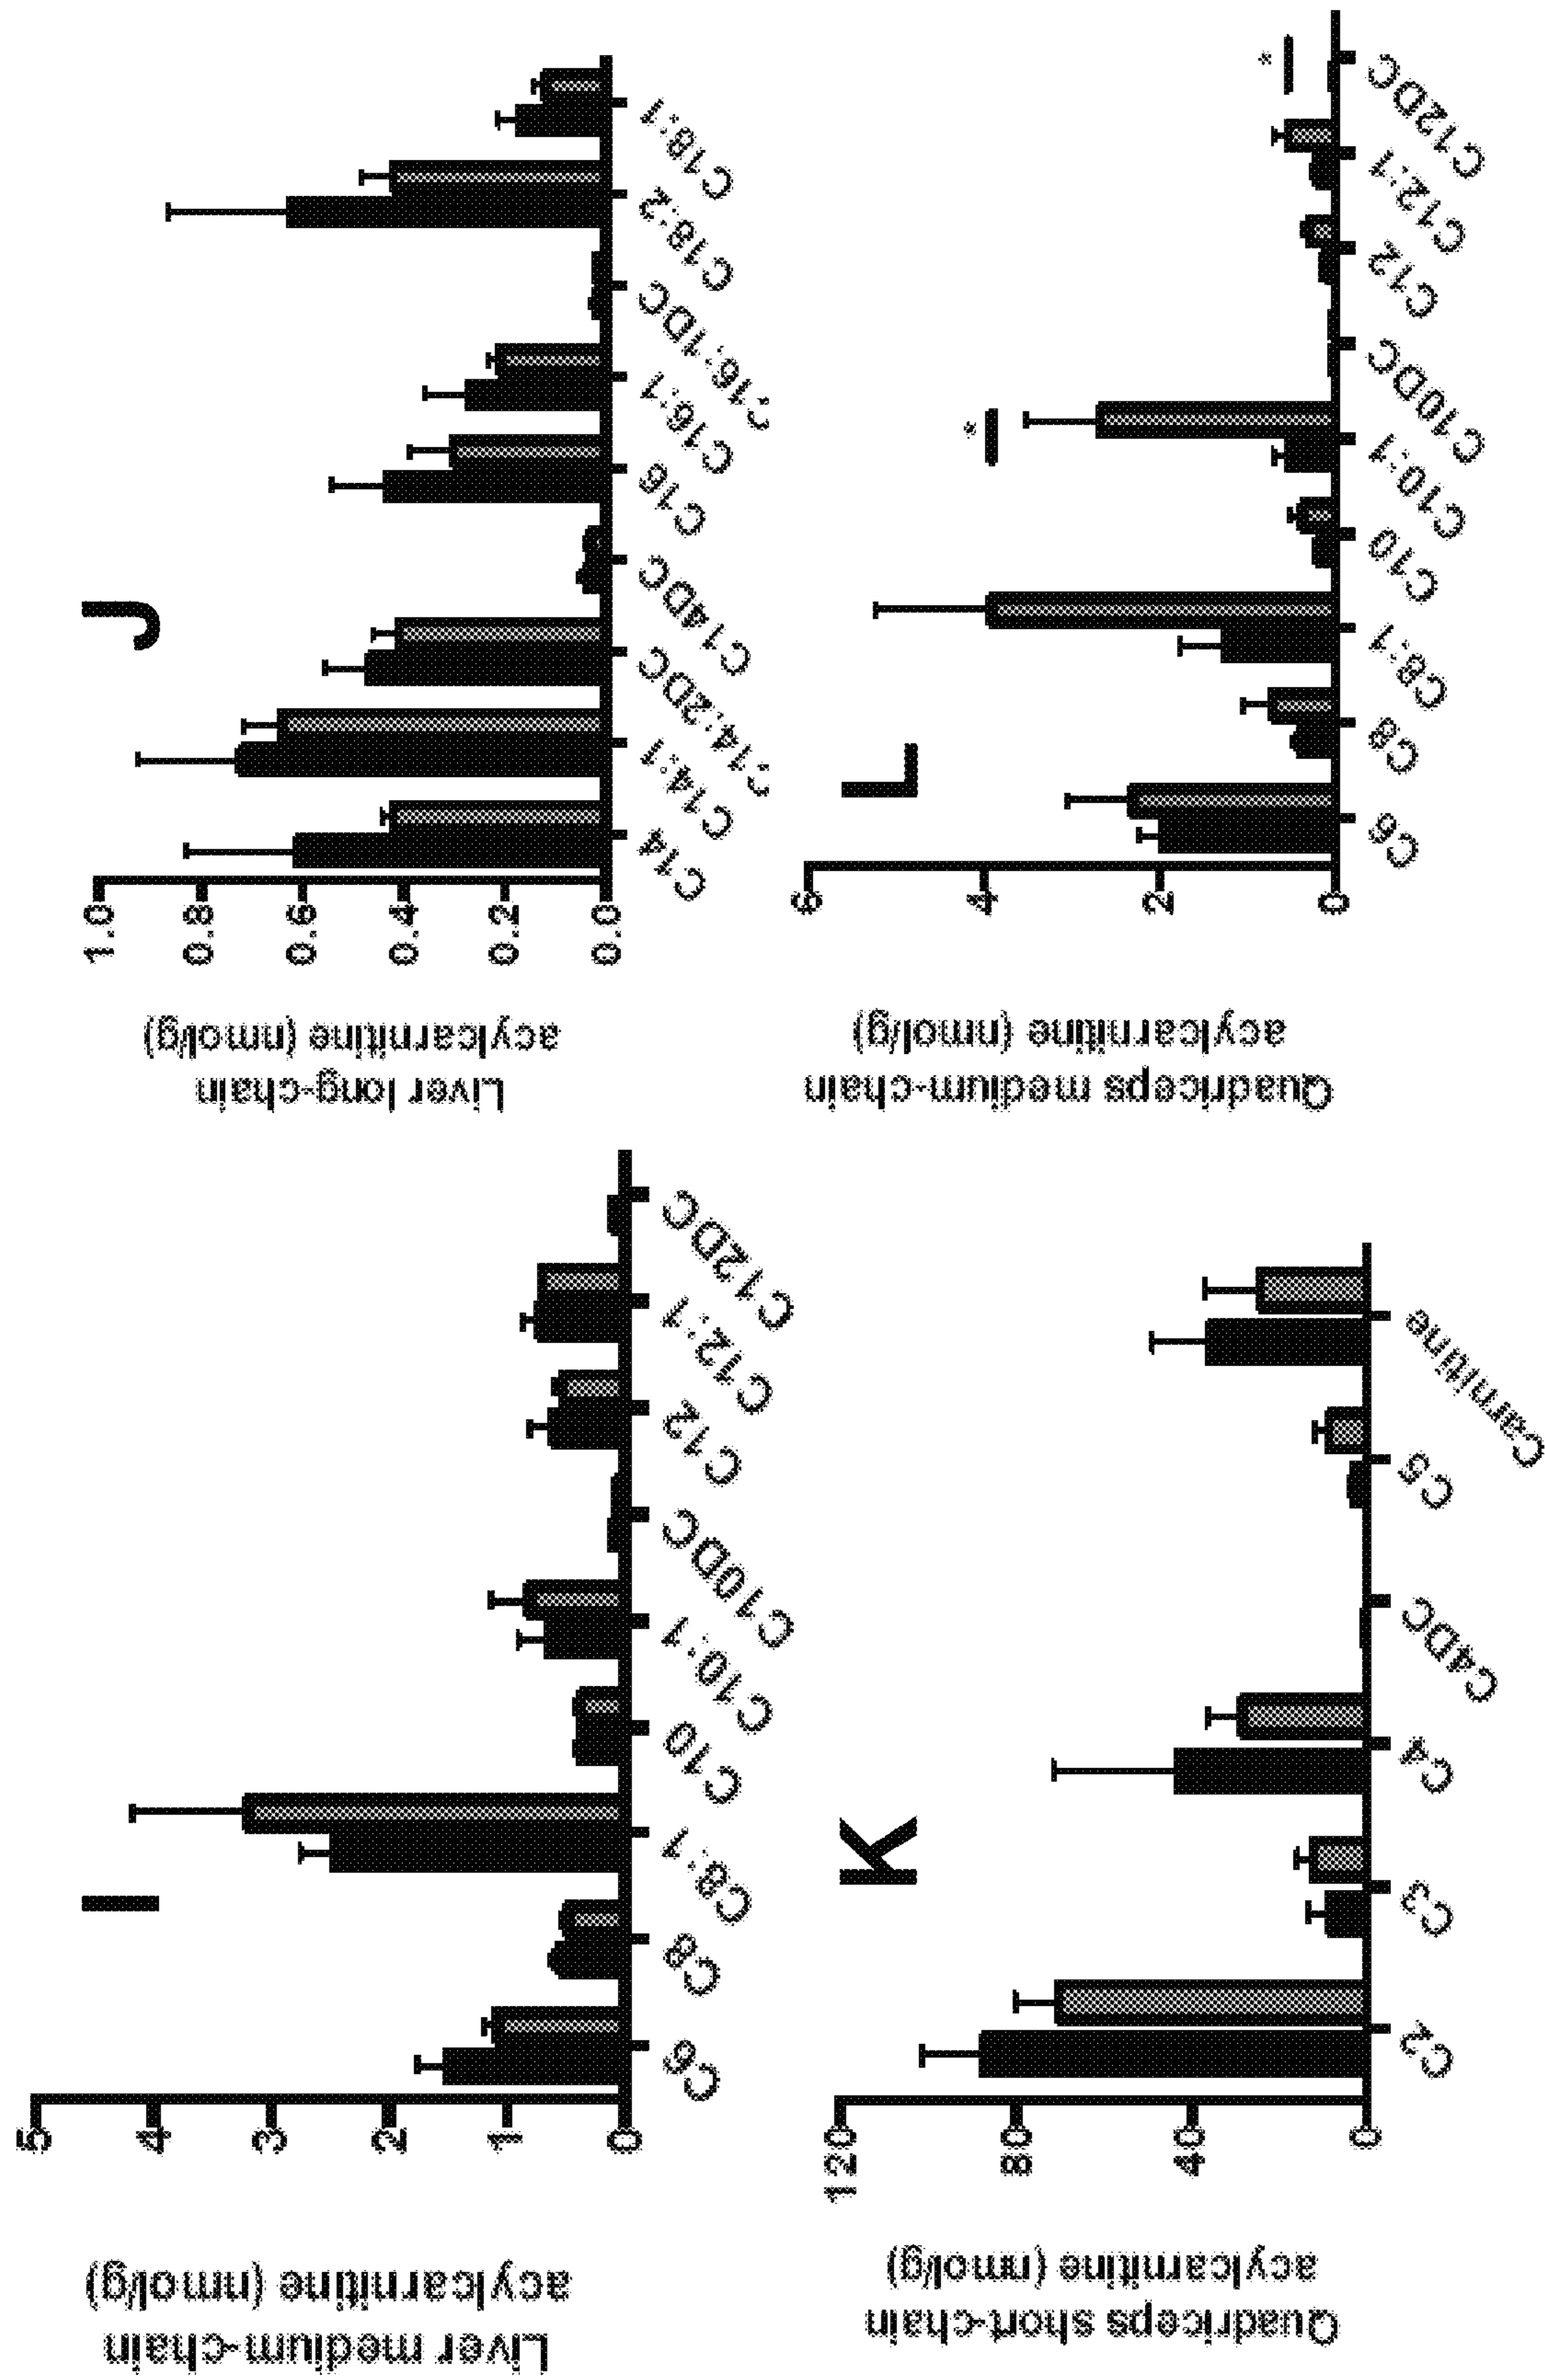 I
Liver medium-chain
acylcarnitine (nmol/g)
5
4
3
2
1
0
C6
C8
C8:1
C10
C10:1
C10DC
C12
C12:1
C12DC
J
Liver long-chain
acylcarnitine (nmol/g)
1.0
0.8
0.6
0.4
0.2
0.0
C14
C14:1
C14:2DC
C14DC
C16
C16:1
C16:1DC
C18:2
C18:1
K
Quadriceps short-chain
acylcarnitine (nmol/g)
120
80
40
0
C2
C3
C4
C4DC
C5
Carnitine
L
Quadriceps medium-chain
acylcarnitine (nmol/g)
6
4
2
0
*
*
C6
C8
C8:1
C10
C10:1
C10DC
C12
C12:1
C12DC